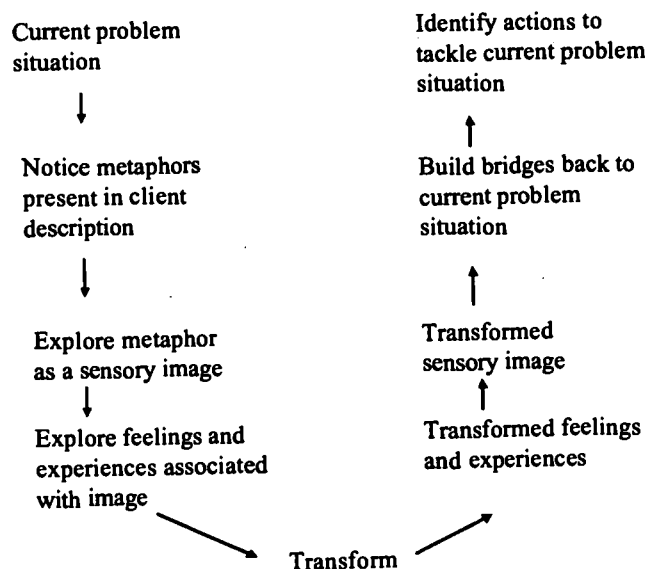 Current problem
situation
Notice metaphors
present in client
description
Explore metaphor
as a sensory image
Explore feelings and
experiences associated
with image
Transform
Transformed feelings
and experiences
Transformed
sensory image
Build bridges back to
current problem
situation
Identify actions to
tackle current problem
situation